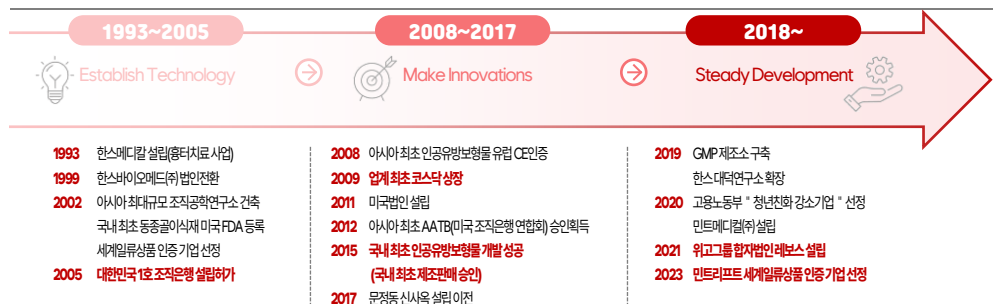 1993~2005
2008~2017
2018~
Establish Technology
Make Innovations
Steady Development
1993 한스메디칼 설립(흉터치료 사업)
1999 한스바이오메드(주) 법인전환
2002 아시아 최대규모 조직공학연구소 건축
국내 최초 동종골이식재 미국 FDA 등록
세계일류상품 인증 기업 선정
2005 대한민국 1호 조직은행 설립허가
2008 아시아 최초 인공유방보형물 유럽 CE인증
2009 업계 최초 코스닥 상장
2011 미국법인 설립
2012 아시아 최초 AATB(미국 조직은행 연합회) 승인획득
2015 국내 최초 인공유방보형물 개발 성공
(국내 최초 제조판매 승인)
2017 문정동 신사옥 설립 이전
2019 GMP 제조소 구축
한스 대덕연구소 확장
2020 고용노동부 " 청년친화 강소기업 " 선정
민트메디컬(주) 설립
2021 위고그룹 합자법인 레보스 설립
2023 민트리프트 세계일류상품 인증 기업 선정